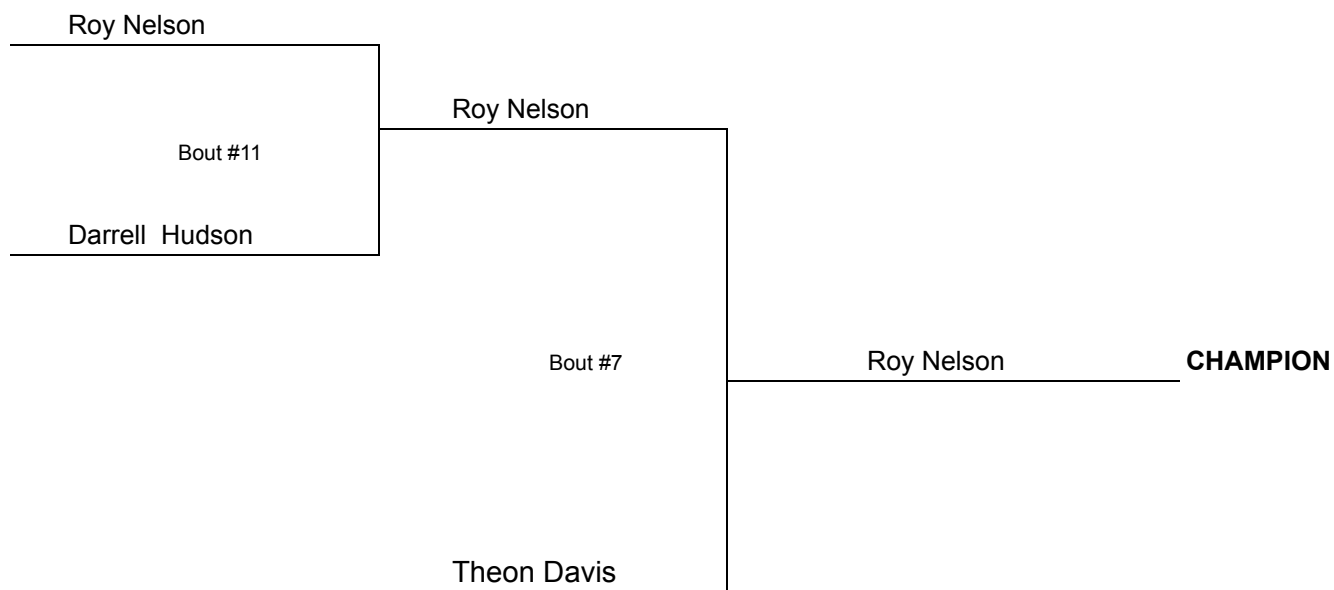 Roy Nelson
Roy Nelson
Bout #11
Darrell  Hudson
Bout #7
Roy Nelson
CHAMPION
Theon Davis